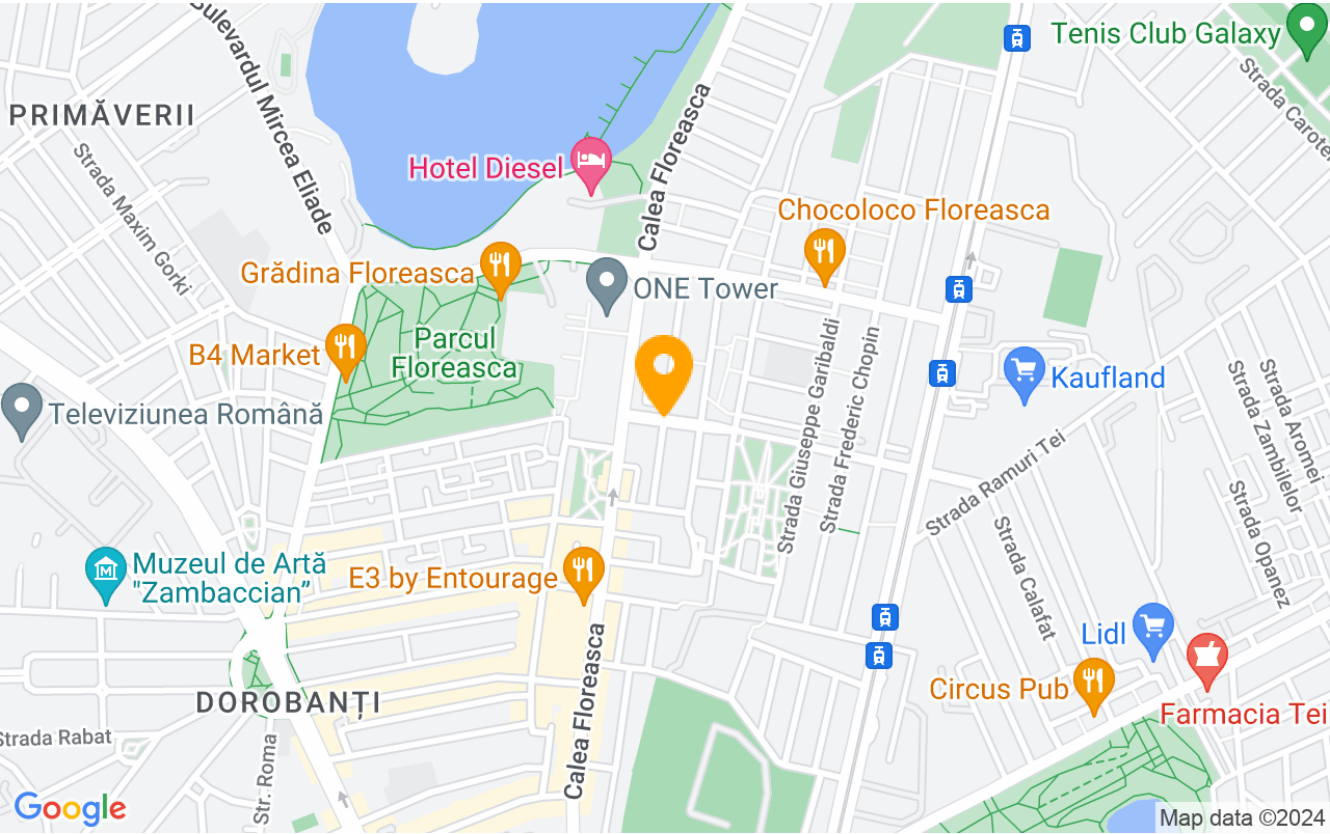 Bulevardul Mircea Eliade
Tenis Club Galaxy
Strada Carotei
PRIMĂVERII
Strada Maxim Gorki
Calea Floreasca
Hotel Diesel
Chocoloco Floreasca
Grădina Floreasca
ONE Tower
B4 Market
Parcul
Floreasca
Strada Giuseppe Garibaldi
Strada Frederic Chopin
Kaufland
Televiziunea Română
Strada Aromei
Strada Zambilelor
Strada Ramuri Tei
Strada Opanez
Muzeul de Artă
"Zambaccian”
E3 by Entourage
Strada Calafat
Lidl
Calea Floreasca
DOROBANȚI
Circus Pub
Farmacia Tei
Strada Rabat
Str. Roma
Google
Map data ©2024